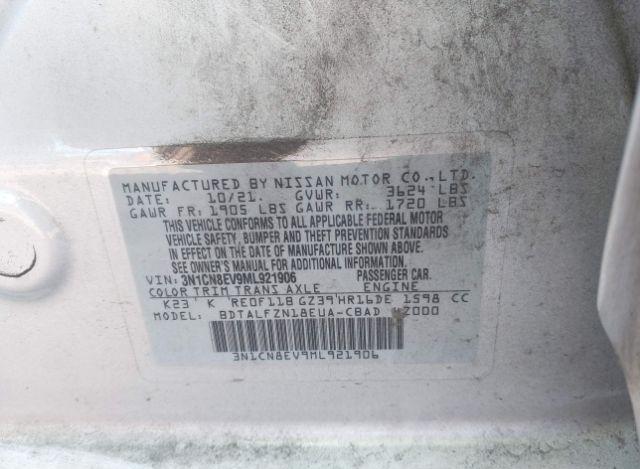 MANUFACTURED BY NISSAN MOTOR CO., LTD.
DATE: 10/21. GVWR: 3624 LBS
GAWR FR: 1905 LBS GAWR RR: 1720 LBS
THIS VEHICLE CONFORMS TO ALL APPLICABLE FEDERAL MOTOR
VEHICLE SAFETY, BUMPER AND THEFT PREVENTION STANDARDS
IN EFFECT ON THE DATE OF MANUFACTURE SHOWN ABOVE.
SEE OWNER'S MANUAL FOR ADDITIONAL INFORMATION.
VIN: 3N1CN8EV9ML921906 PASSENGER CAR.
COLOR TRIM TRANS AXLE ENGINE
K23 K RE0F11B GZ39 HR16DE 1598 CC
MODEL: BDTALFZN18EUA-CBAD
3N1CN8EV9ML921906